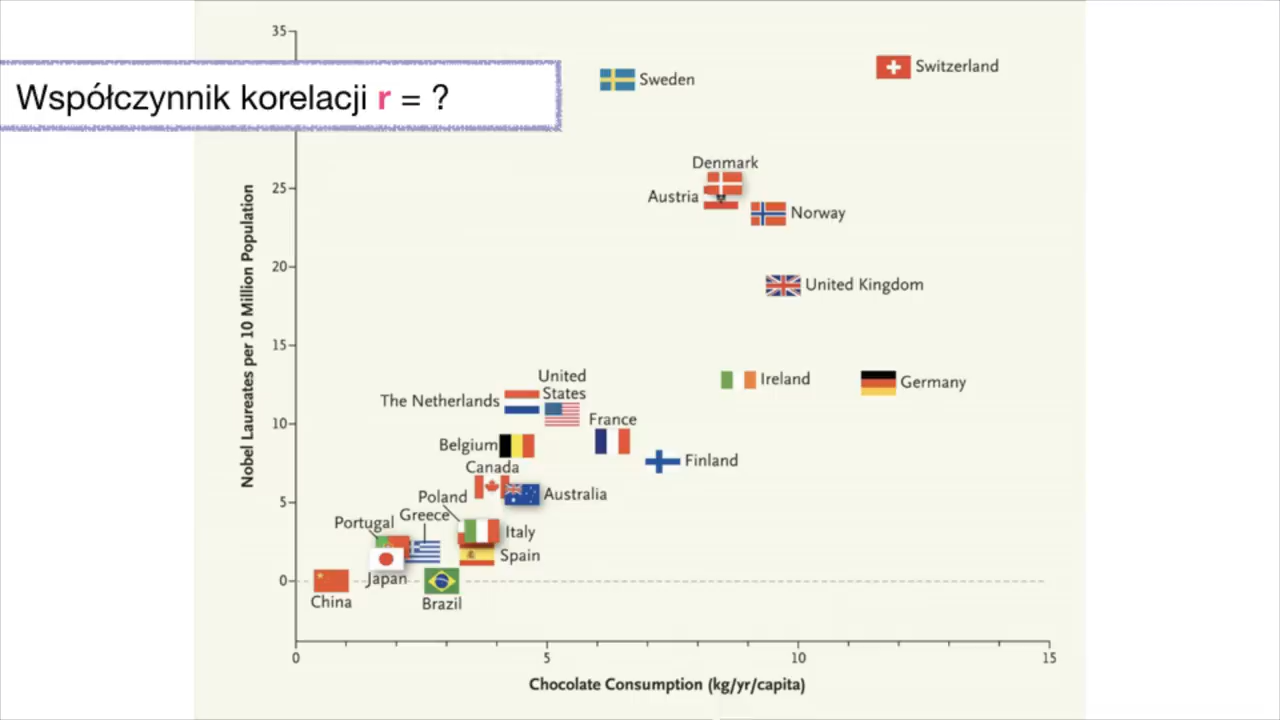 35
Współczynnik korelacji r = ?
Sweden
Switzerland
Denmark
25
Austria
Norway
Nobel Laureates per 10 Million Population
20
United Kingdom
15
United
States
The Netherlands
Ireland
Germany
10
France
Belgium
Finland
Canada
5
Poland
Australia
Portugal
Greece
Italy
Spain
0
Japan
China
Brazil
0
5
10
15
Chocolate Consumption (kg/yr/capita)